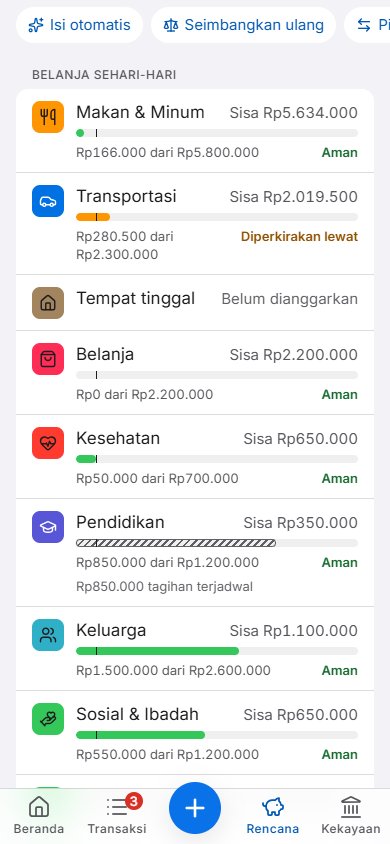 Isi otomatis
Seimbangkan ulang
Pi
BELANJA SEHARI-HARI
Makan & Minum
Sisa Rp5.634.000
Rp166.000 dari Rp5.800.000
Aman
Transportasi
Sisa Rp2.019.500
Rp280.500 dari
Rp2.300.000
Diperkirakan lewat
Tempat tinggal
Belum dianggarkan
Belanja
Sisa Rp2.200.000
Rp0 dari Rp2.200.000
Aman
Kesehatan
Sisa Rp650.000
Rp50.000 dari Rp700.000
Aman
Pendidikan
Sisa Rp350.000
Rp850.000 dari Rp1.200.000
Aman
Rp850.000 tagihan terjadwal
Keluarga
Sisa Rp1.100.000
Rp1.500.000 dari Rp2.600.000
Aman
Sosial & Ibadah
Sisa Rp650.000
Rp550.000 dari Rp1.200.000
Aman
Beranda
3
Transaksi
Rencana
Kekayaan